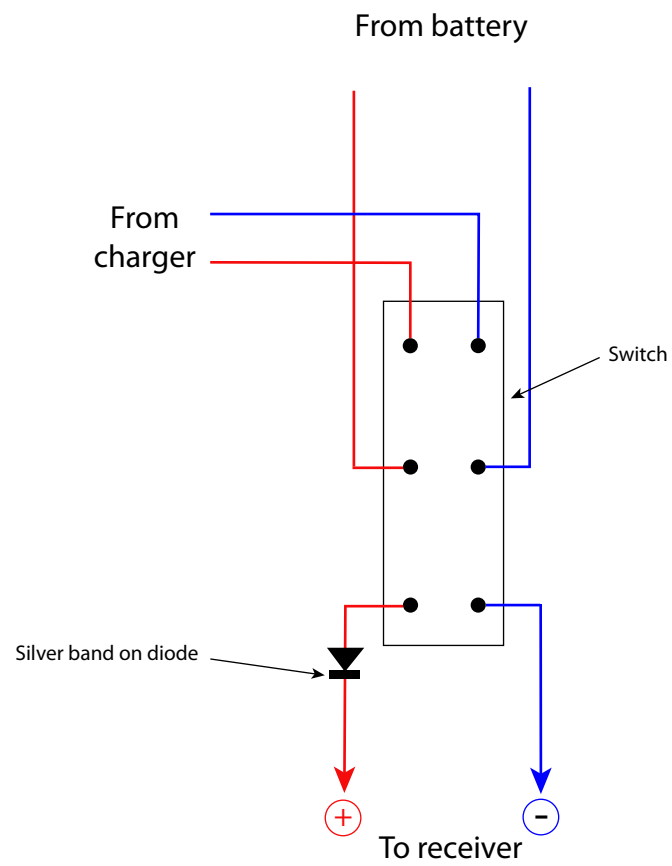 From battery
From
charger
Switch
Silver band on diode
+
-
To receiver